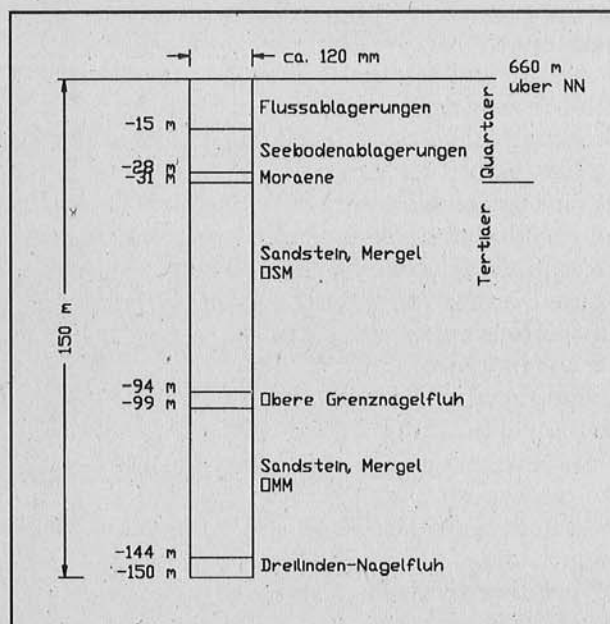 ca. 120 mm
660 m
uber NN
Flussablagerungen
-15 m
Seebodenablagerungen
-28 m
-31 m
Moraene
Quartaer
Tertiaer
Sandstein, Mergel
OSM
150 m
-94 m
-99 m
Obere Grenznagelfluh
Sandstein, Mergel
OMM
-144 m
-150 m
Dreilinden-Nagelfluh